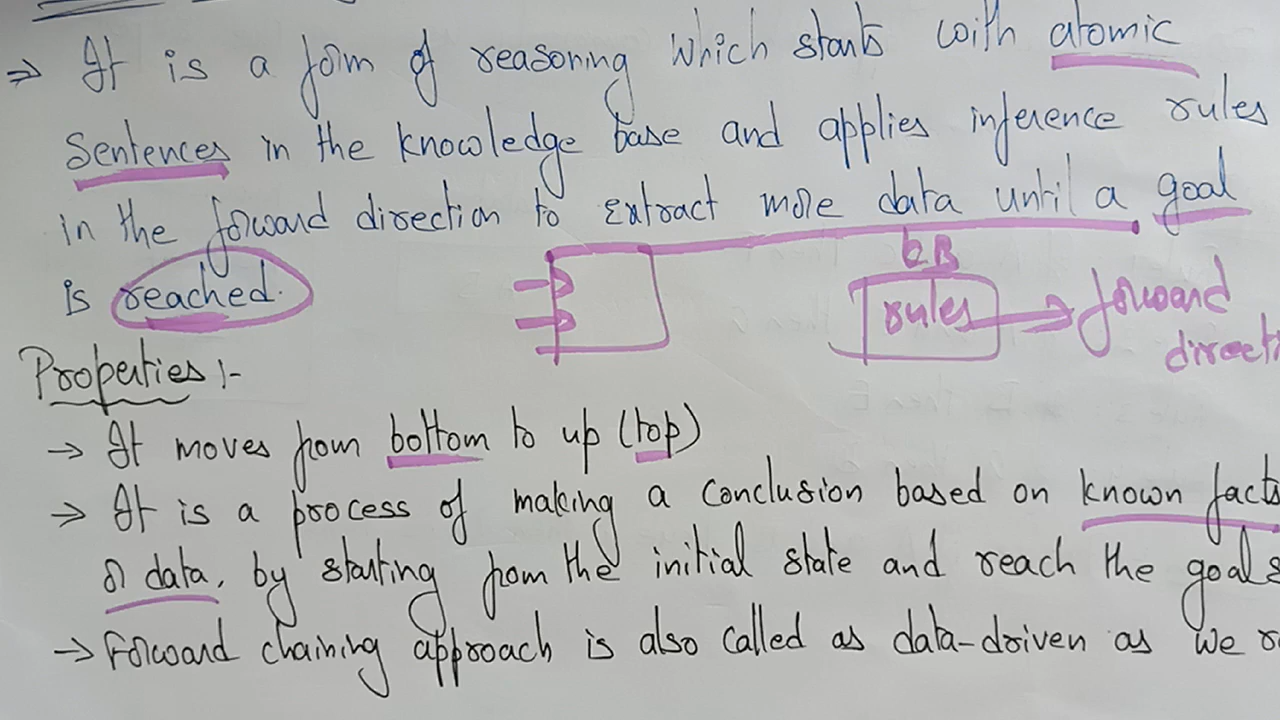 ⇒ It is a form of reasoning which starts with atomic
sentences in the knowledge base and applies inference rules
in the forward direction to extract more data until a goal
is reached.
KB
rules → forward
directi
Properties :-
→ It moves from bottom to up (top)
→ It is a process of making a conclusion based on known facts
or data, by starting from the initial state and reach the goal s
→ Forward chaining approach is also called as data-driven as we